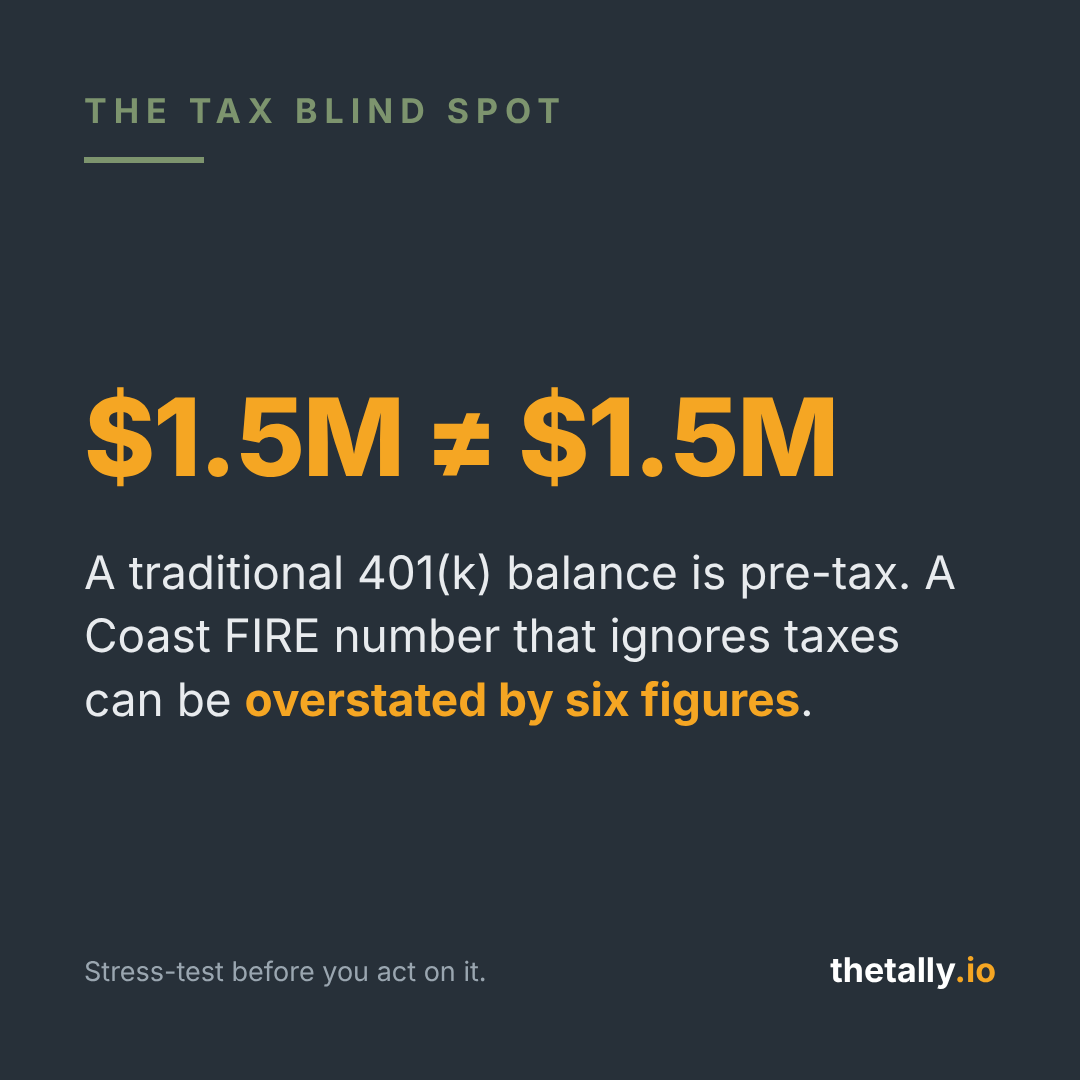 THE TAX BLIND SPOT
$1.5M ≠ $1.5M
A traditional 401(k) balance is pre-tax. A
Coast FIRE number that ignores taxes
can be overstated by six figures.
Stress-test before you act on it.
thetally.io